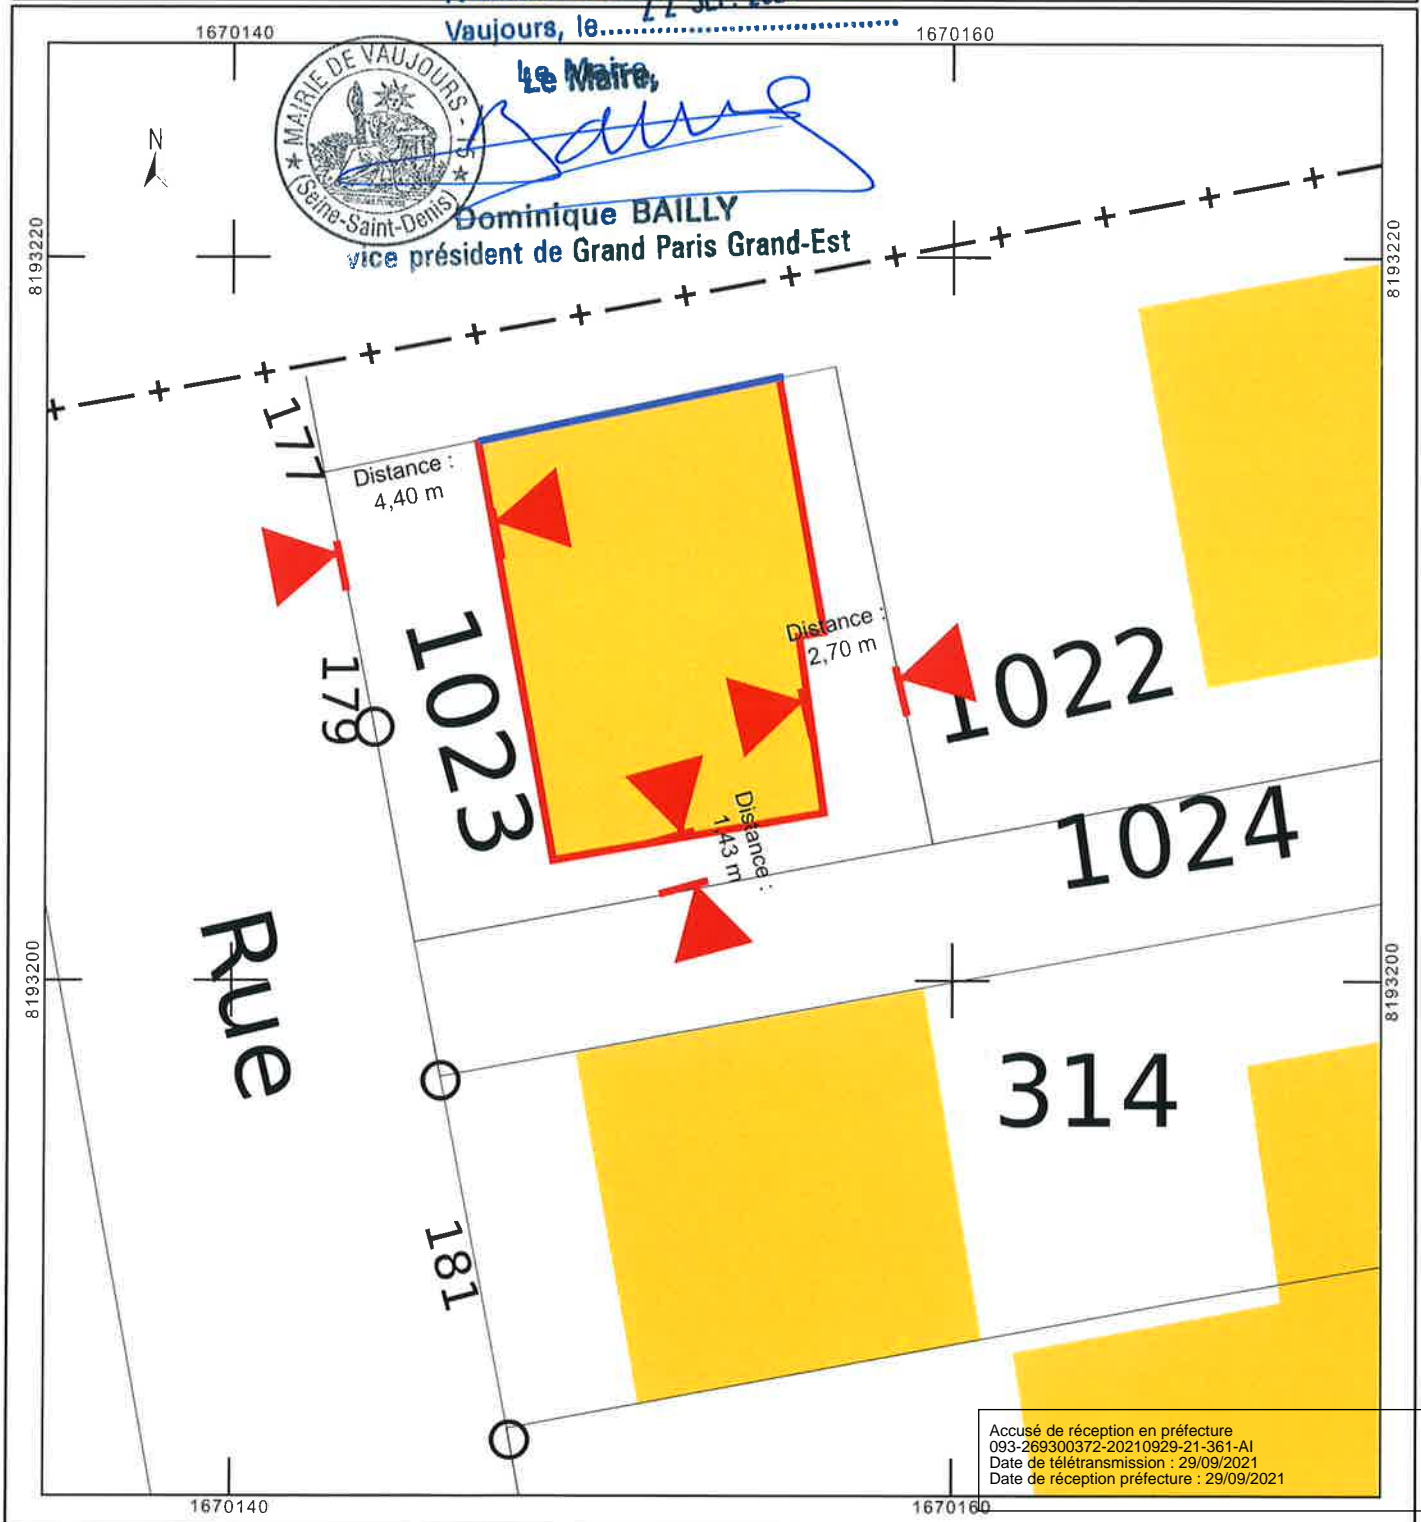 Vaujours, le
Le Maire,
MAIRIE DE VAUJOURS - 15
(Seine-Saint-Denis)
Dominique BAILLY
vice président de Grand Paris Grand-Est
1670140
1670160
N
8193220
8193220
177
Distance :
4,40 m
Distance :
2,70 m
179
1023
1022
Distance :
1,43 m
1024
Rue
8193200
8193200
314
181
Accusé de réception en préfecture
093-269300372-20210929-21-361-AI
Date de télétransmission : 29/09/2021
Date de réception préfecture : 29/09/2021
1670140
1670160